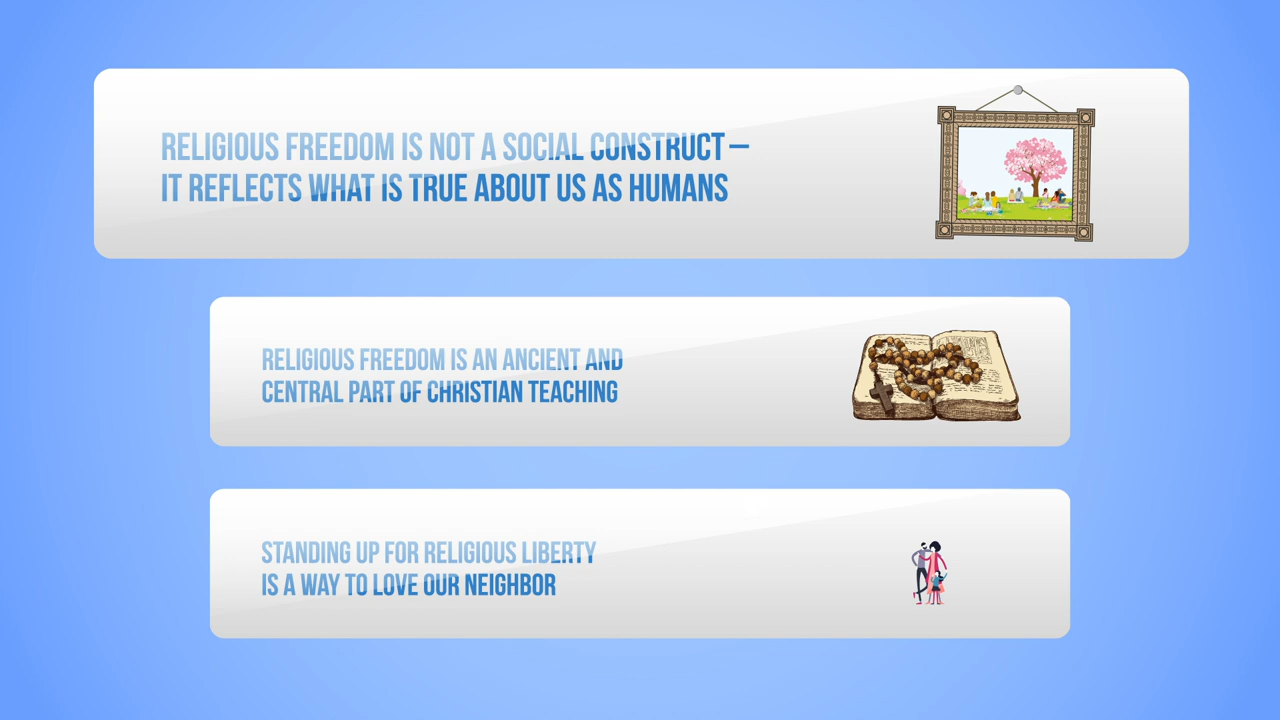 RELIGIOUS FREEDOM IS NOT A SOCIAL CONSTRUCT—
IT REFLECTS WHAT IS TRUE ABOUT US AS HUMANS
RELIGIOUS FREEDOM IS AN ANCIENT AND
CENTRAL PART OF CHRISTIAN TEACHING
STANDING UP FOR RELIGIOUS LIBERTY
IS A WAY TO LOVE OUR NEIGHBOR